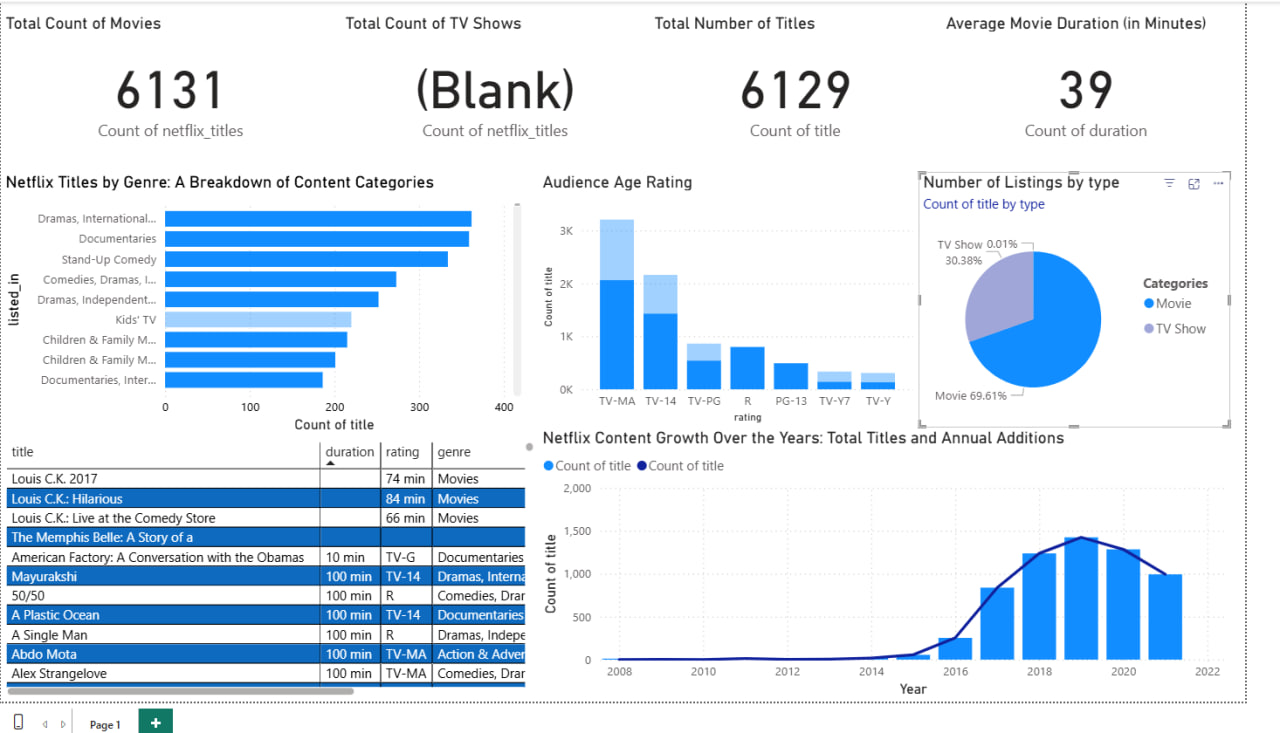 Total Count of Movies
Total Count of TV Shows
Total Number of Titles
Average Movie Duration (in Minutes)
6131
(Blank)
6129
39
Count of netflix_titles
Count of netflix_titles
Count of title
Count of duration
Netflix Titles by Genre: A Breakdown of Content Categories
listed_in
Dramas, International...
Documentaries
Stand-Up Comedy
Comedies, Dramas, I...
Dramas, Independent...
Kids' TV
Children & Family M...
Children & Family M...
Documentaries, Inter...
0 100 200 300 400
Count of title
Audience Age Rating
Count of title
3K
2K
1K
0K
TV-MA TV-14 TV-PG R PG-13 TV-Y7 TV-Y
rating
Number of Listings by type
Count of title by type
TV Show 0.01%
30.38%
Movie 69.61%
Categories
Movie
TV Show
title duration rating genre
Louis C.K. 2017 74 min Movies
Louis C.K.: Hilarious 84 min Movies
Louis C.K.: Live at the Comedy Store 66 min Movies
The Memphis Belle: A Story of a
American Factory: A Conversation with the Obamas 10 min TV-G Documentaries
Mayurakshi 100 min TV-14 Dramas, Interna
50/50 100 min R Comedies, Drar
A Plastic Ocean 100 min TV-14 Documentaries
A Single Man 100 min R Dramas, Indepe
Abdo Mota 100 min TV-MA Action & Adver
Alex Strangelove 100 min TV-MA Comedies, Drar
Netflix Content Growth Over the Years: Total Titles and Annual Additions
Count of title Count of title
Count of title
2,000
1,500
1,000
500
0
2008 2010 2012 2014 2016 2018 2020 2022
Year
Page 1